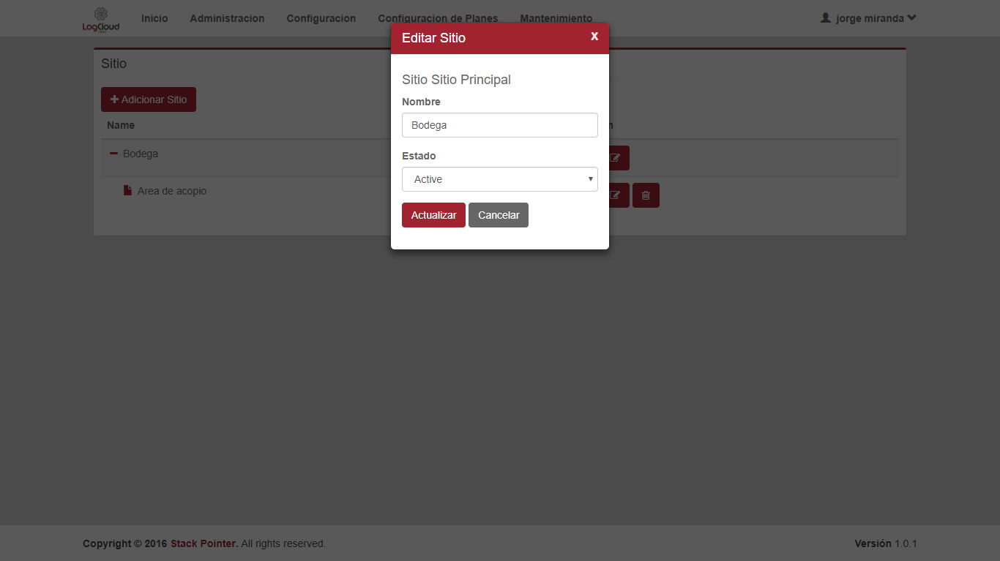 LogCloud
Inicio Administracion Configuracion Configuracion de Planes Mantenimiento jorge miranda
Editar Sitio x
Sitio
Sitio Sitio Principal
Adicionar Sitio
Nombre
Name
Bodega
Bodega
Estado
Active
Area de acopio
Actualizar Cancelar
Copyright © 2016 Stack Pointer. All rights reserved. Versión 1.0.1